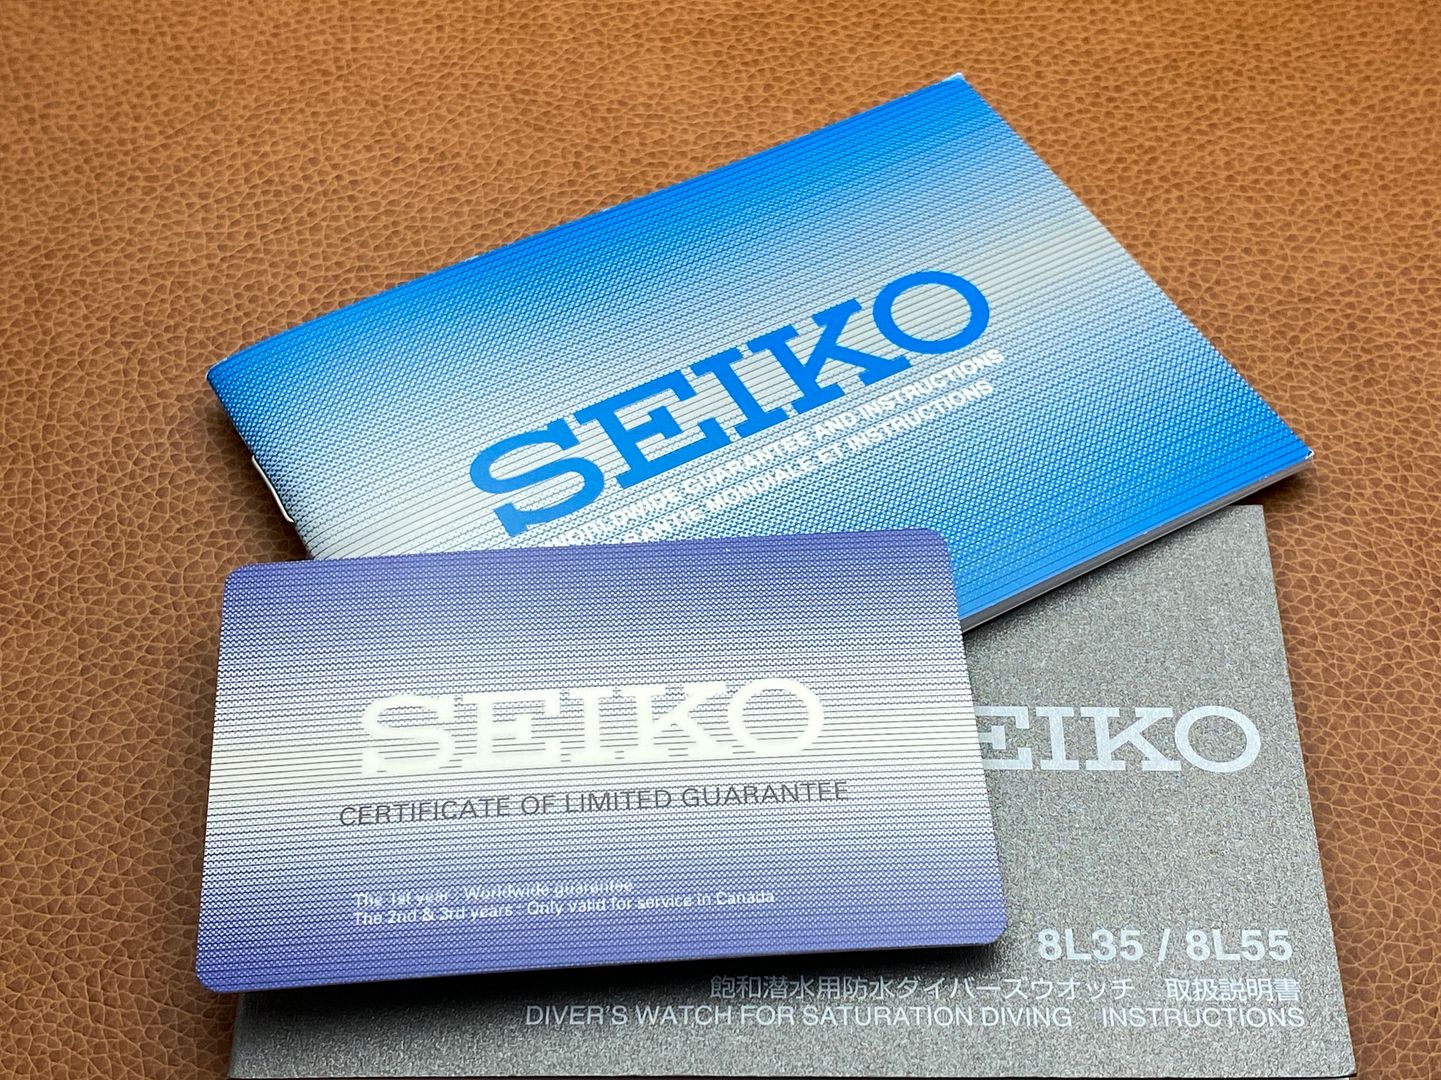 SEIKO
WORLDWIDE GUARANTEE AND INSTRUCTIONS
MONDIALE ET INSTRUCTIONS
SEIKO
CERTIFICATE OF LIMITED GUARANTEE
The 1st year : Worldwide guarantee
The 2nd & 3rd years : Only valid for service in Canada
EIKO
8L35 / 8L55
飽和潜水用防水ダイバーズウオッチ 取扱説明書
DIVER'S WATCH FOR SATURATION DIVING INSTRUCTIONS